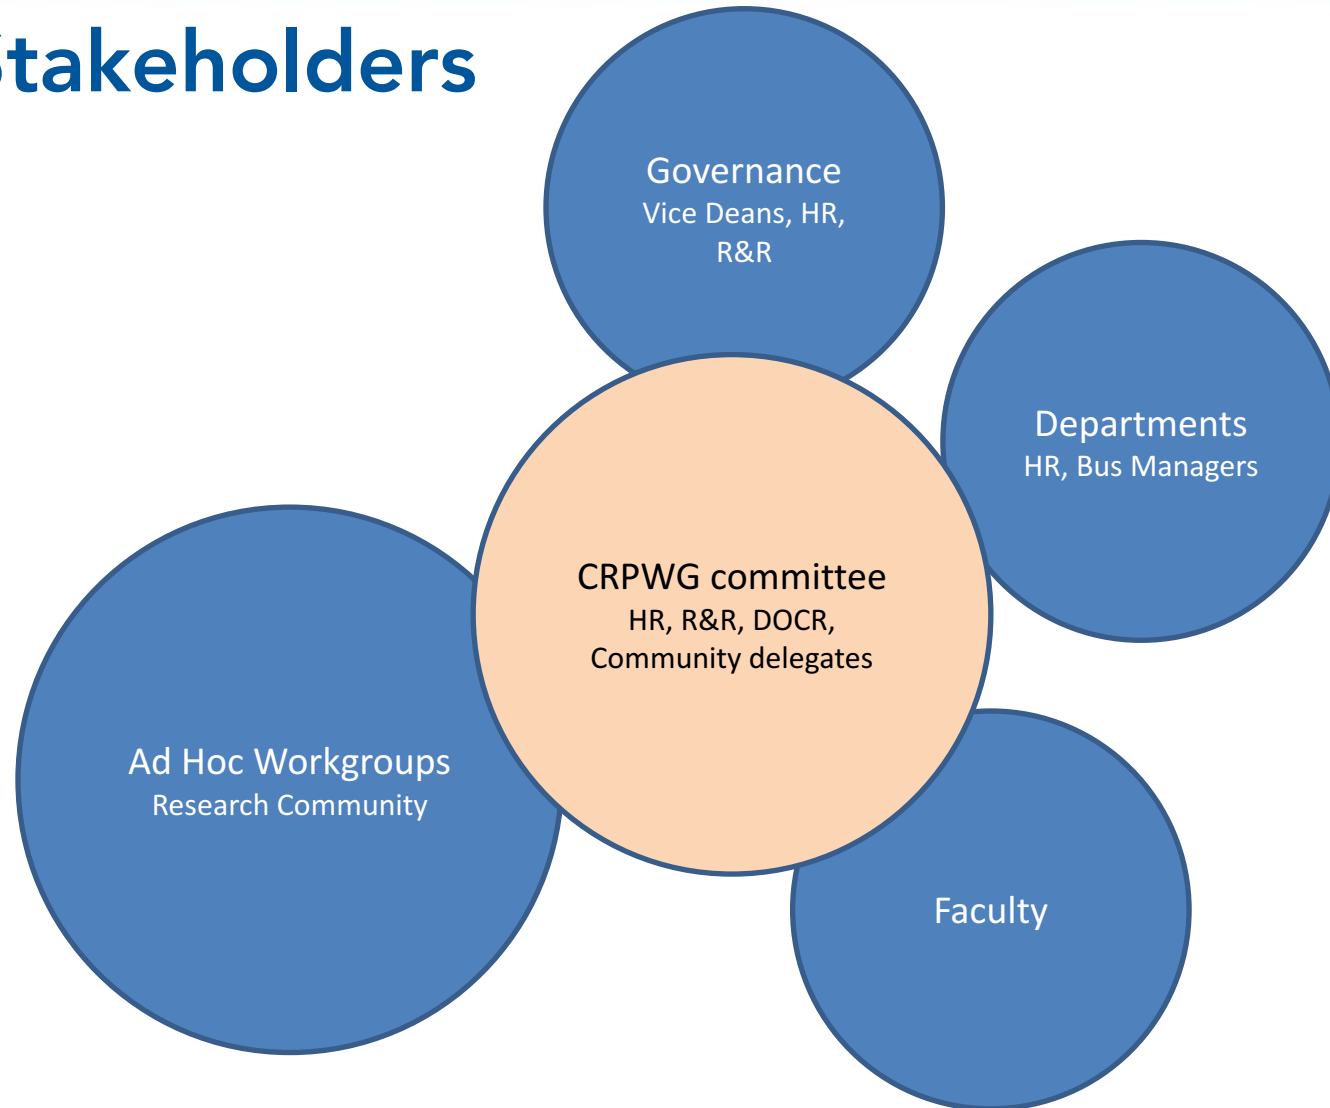 Stakeholders
Governance
Vice Deans, HR,
R&R
Departments
HR, Bus Managers
CRPWG committee
HR, R&R, DOCR,
Community delegates
Ad Hoc Workgroups
Research Community
Faculty